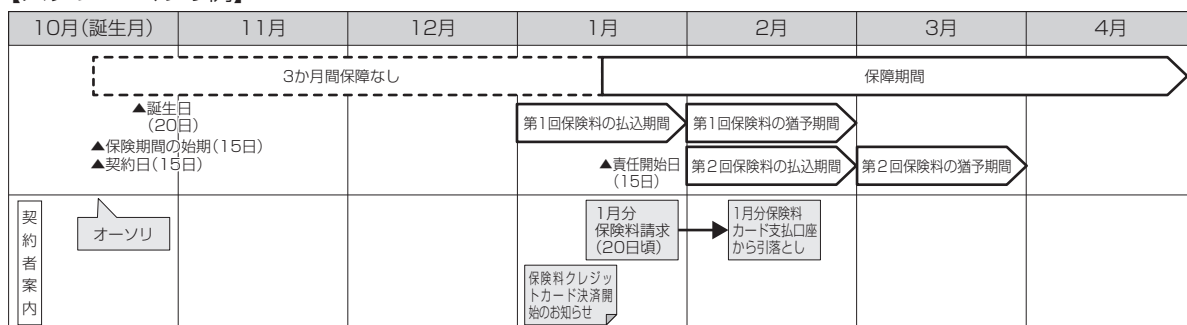 10月(誕生月) 11月 12月 1月 2月 3月 4月
3か月間保障なし 保障期間
▲誕生日
(20日)
▲保険期間の始期(15日)
▲契約日(15日)
第1回保険料の払込期間 第1回保険料の猶予期間
▲責任開始日
(15日)
第2回保険料の払込期間 第2回保険料の猶予期間
契約者案内
オーソリ
1月分
保険料請求
(20日頃)
1月分保険料
カード支払口座
から引落とし
保険料クレジッ
トカード決済開
始のお知らせ